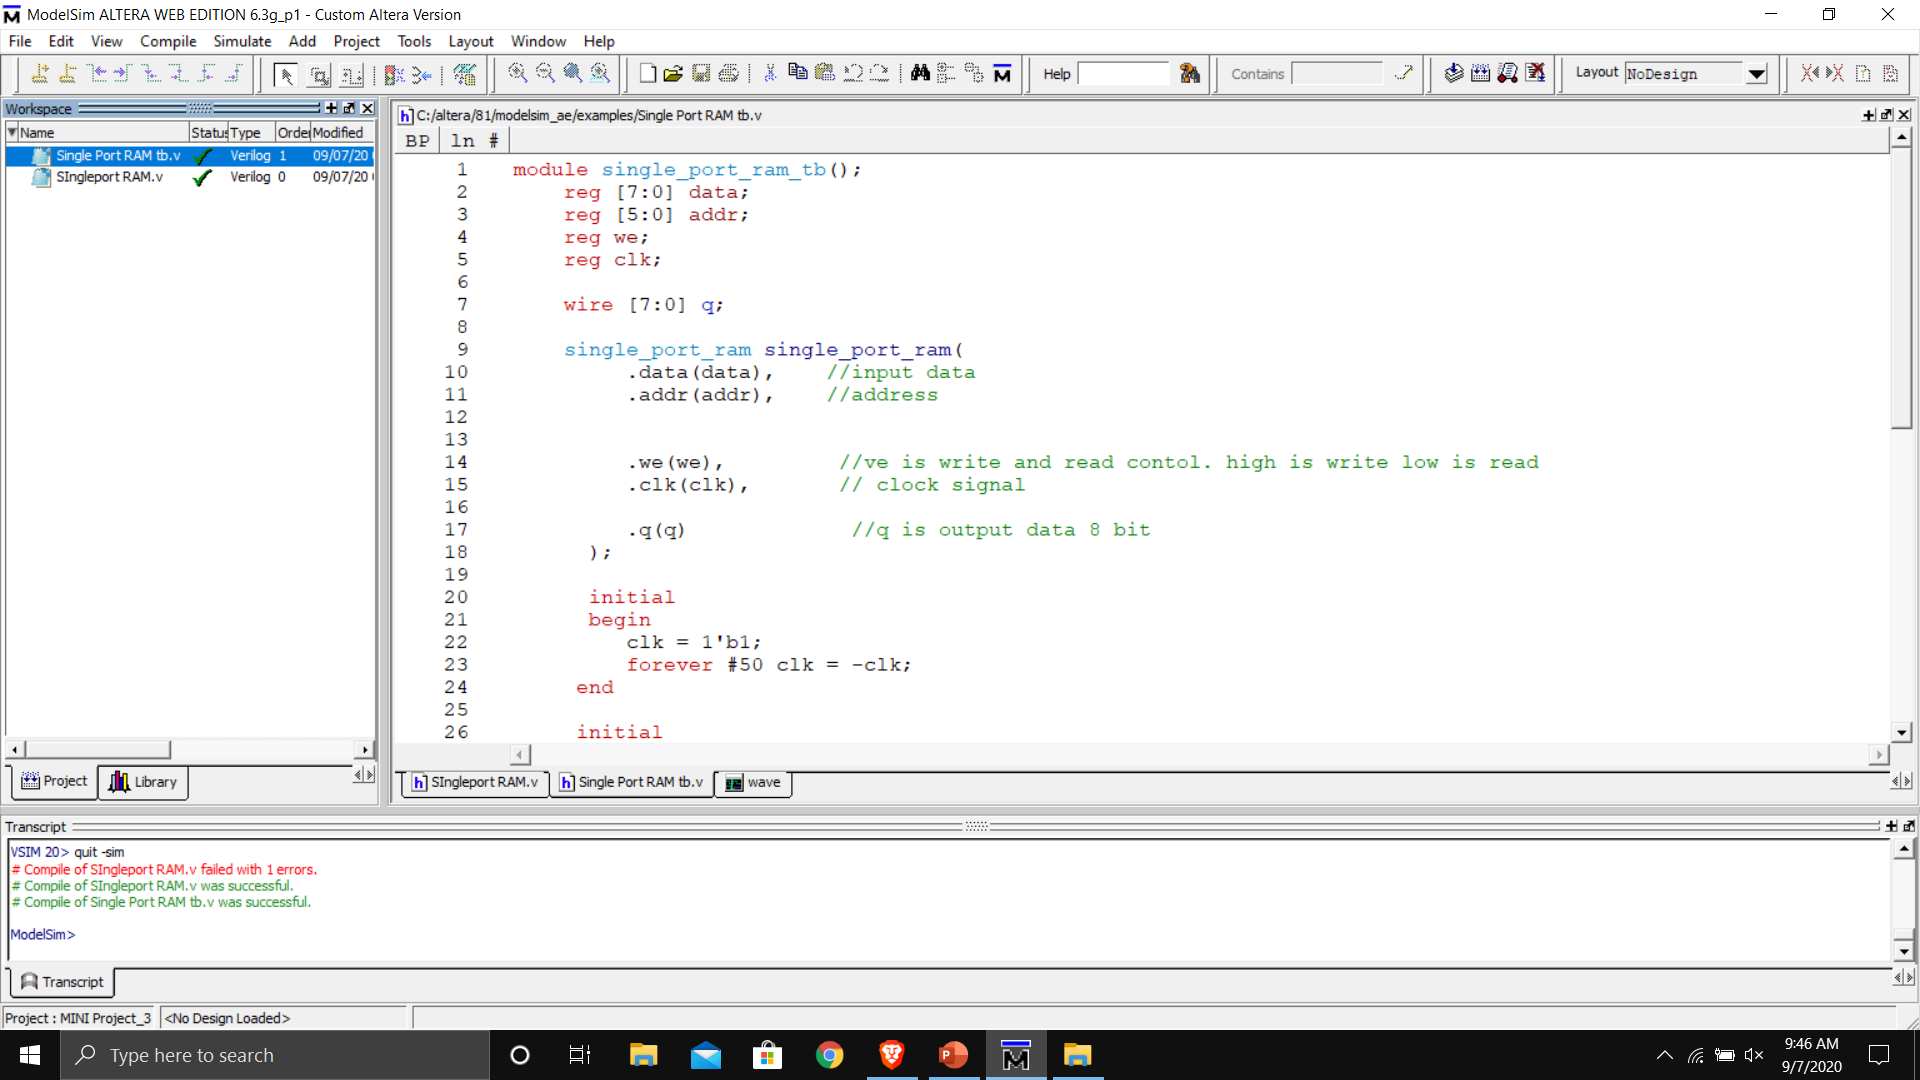 ModelSim ALTERA WEB EDITION 6.3g_p1 - Custom Altera Version
File Edit View Compile Simulate Add Project Tools Layout Window Help
Help Contains Layout NoDesign
Workspace
Name Status Type Order Modified
Single Port RAM tb.v Verilog 1 09/07/20
SIngleport RAM.v Verilog 0 09/07/20
Project Library
C:/altera/81/modelsim_ae/examples/Single Port RAM tb.v
BP ln #
1 module single_port_ram_tb();
2 reg [7:0] data;
3 reg [5:0] addr;
4 reg we;
5 reg clk;
6
7 wire [7:0] q;
8
9 single_port_ram single_port_ram(
10 .data(data), //input data
11 .addr(addr), //address
12
13
14 .we(we), //ve is write and read contol. high is write low is read
15 .clk(clk), // clock signal
16
17 .q(q) //q is output data 8 bit
18 );
19
20 initial
21 begin
22 clk = 1'b1;
23 forever #50 clk = ~clk;
24 end
25
26 initial
SIngleport RAM.v Single Port RAM tb.v wave
Transcript
VSIM 20> quit -sim
# Compile of SIngleport RAM.v failed with 1 errors.
# Compile of SIngleport RAM.v was successful.
# Compile of Single Port RAM tb.v was successful.
ModelSim>
Transcript
Project : MINI Project_3 <No Design Loaded>
Type here to search
9:46 AM
9/7/2020